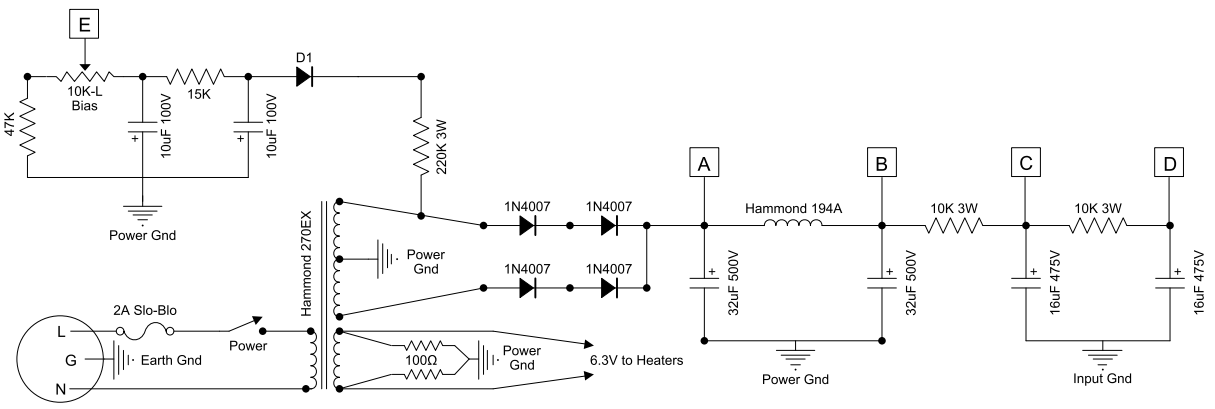 E
D1
10K-L
Bias
15K
47K
10uF 100V
+
10uF 100V
+
220K 3W
Power Gnd
A
B
C
D
1N4007
1N4007
Hammond 194A
10K 3W
10K 3W
Hammond 270EX
Power
Gnd
1N4007
1N4007
+
32uF 500V
+
32uF 500V
+
16uF 475V
+
16uF 475V
2A Slo-Blo
L
Power
G
Earth Gnd
N
100Ω
Power
Gnd
6.3V to Heaters
Power Gnd
Input Gnd